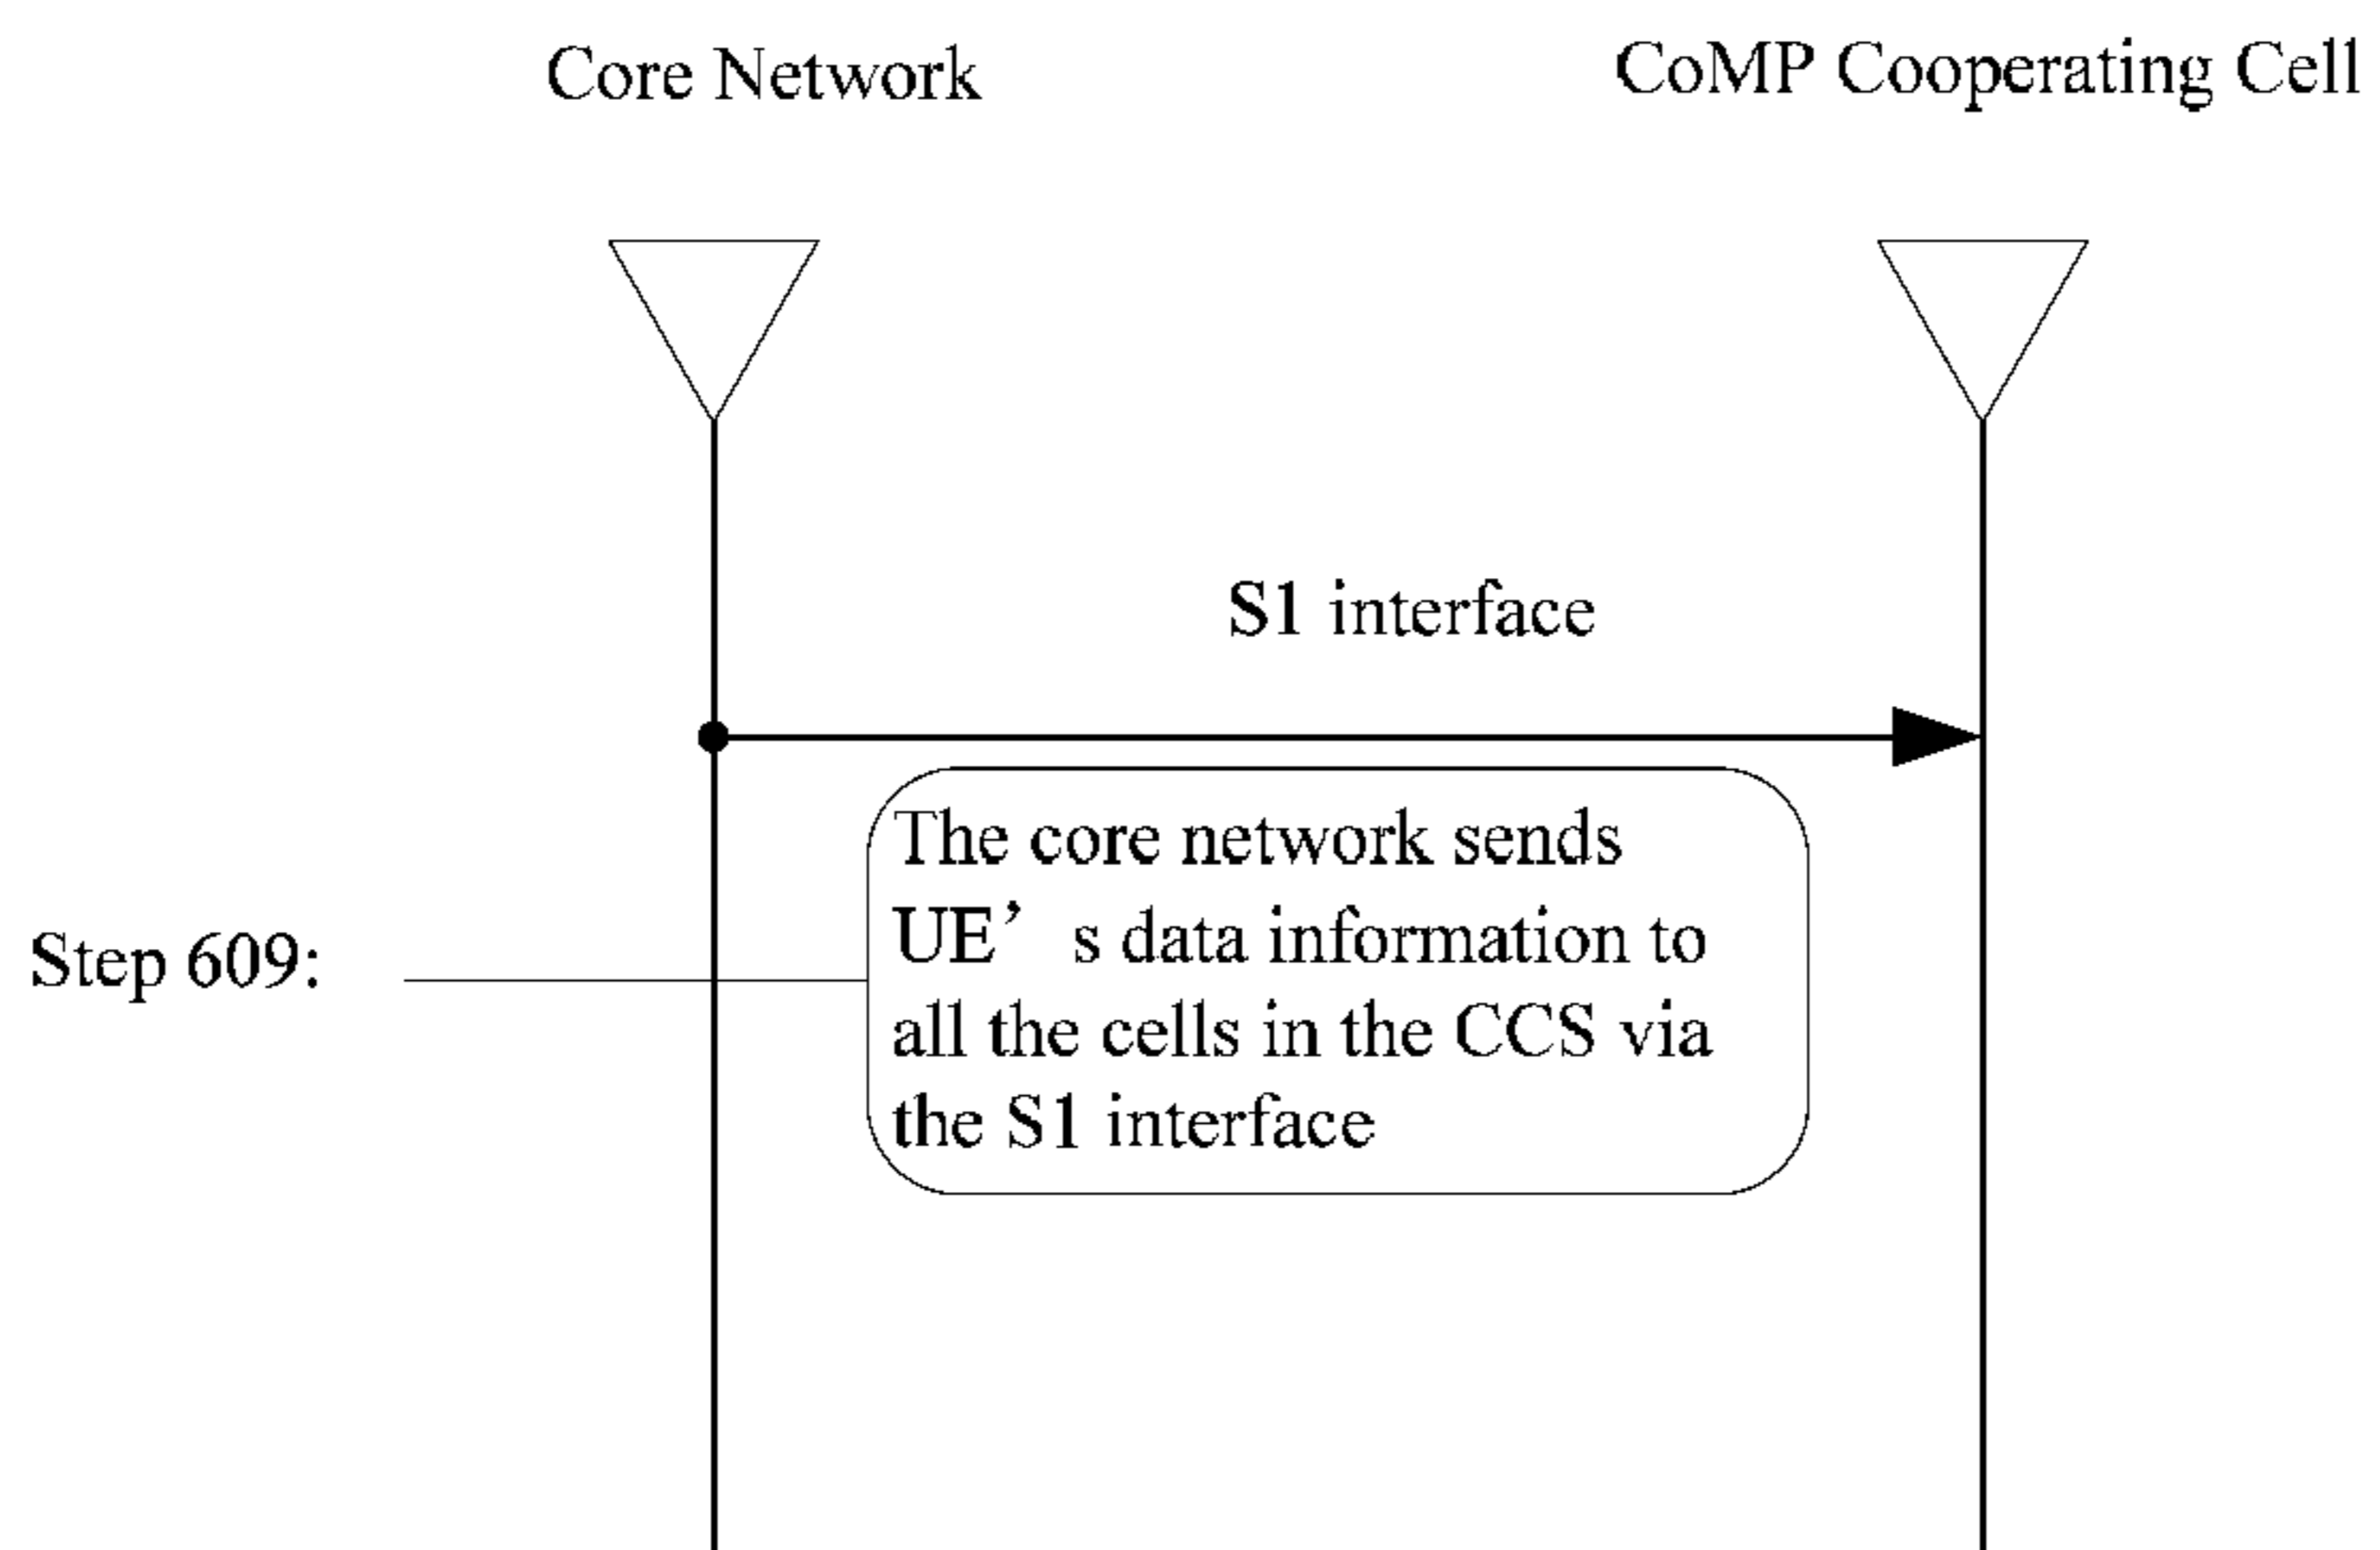 Core Network
CoMP Cooperating Cell
S1 interface
The core network sends
UE’ s data information to
all the cells in the CCS via
the S1 interface
Step 609: